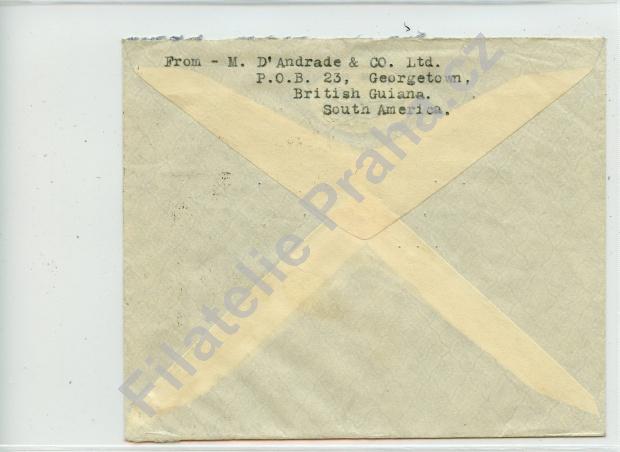 From - M. D'Andrade & CO. Ltd.
P.O.B. 23, Georgetown,
British Guiana.
South America.
Filatelie Praha.cz